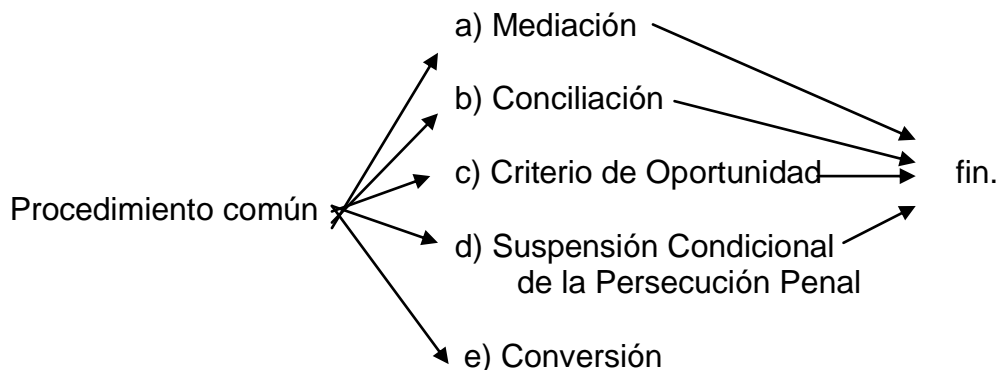 a) Mediación
b) Conciliación
c) Criterio de Oportunidad
fin.
Procedimiento común
d) Suspensión Condicional
de la Persecución Penal
e) Conversión